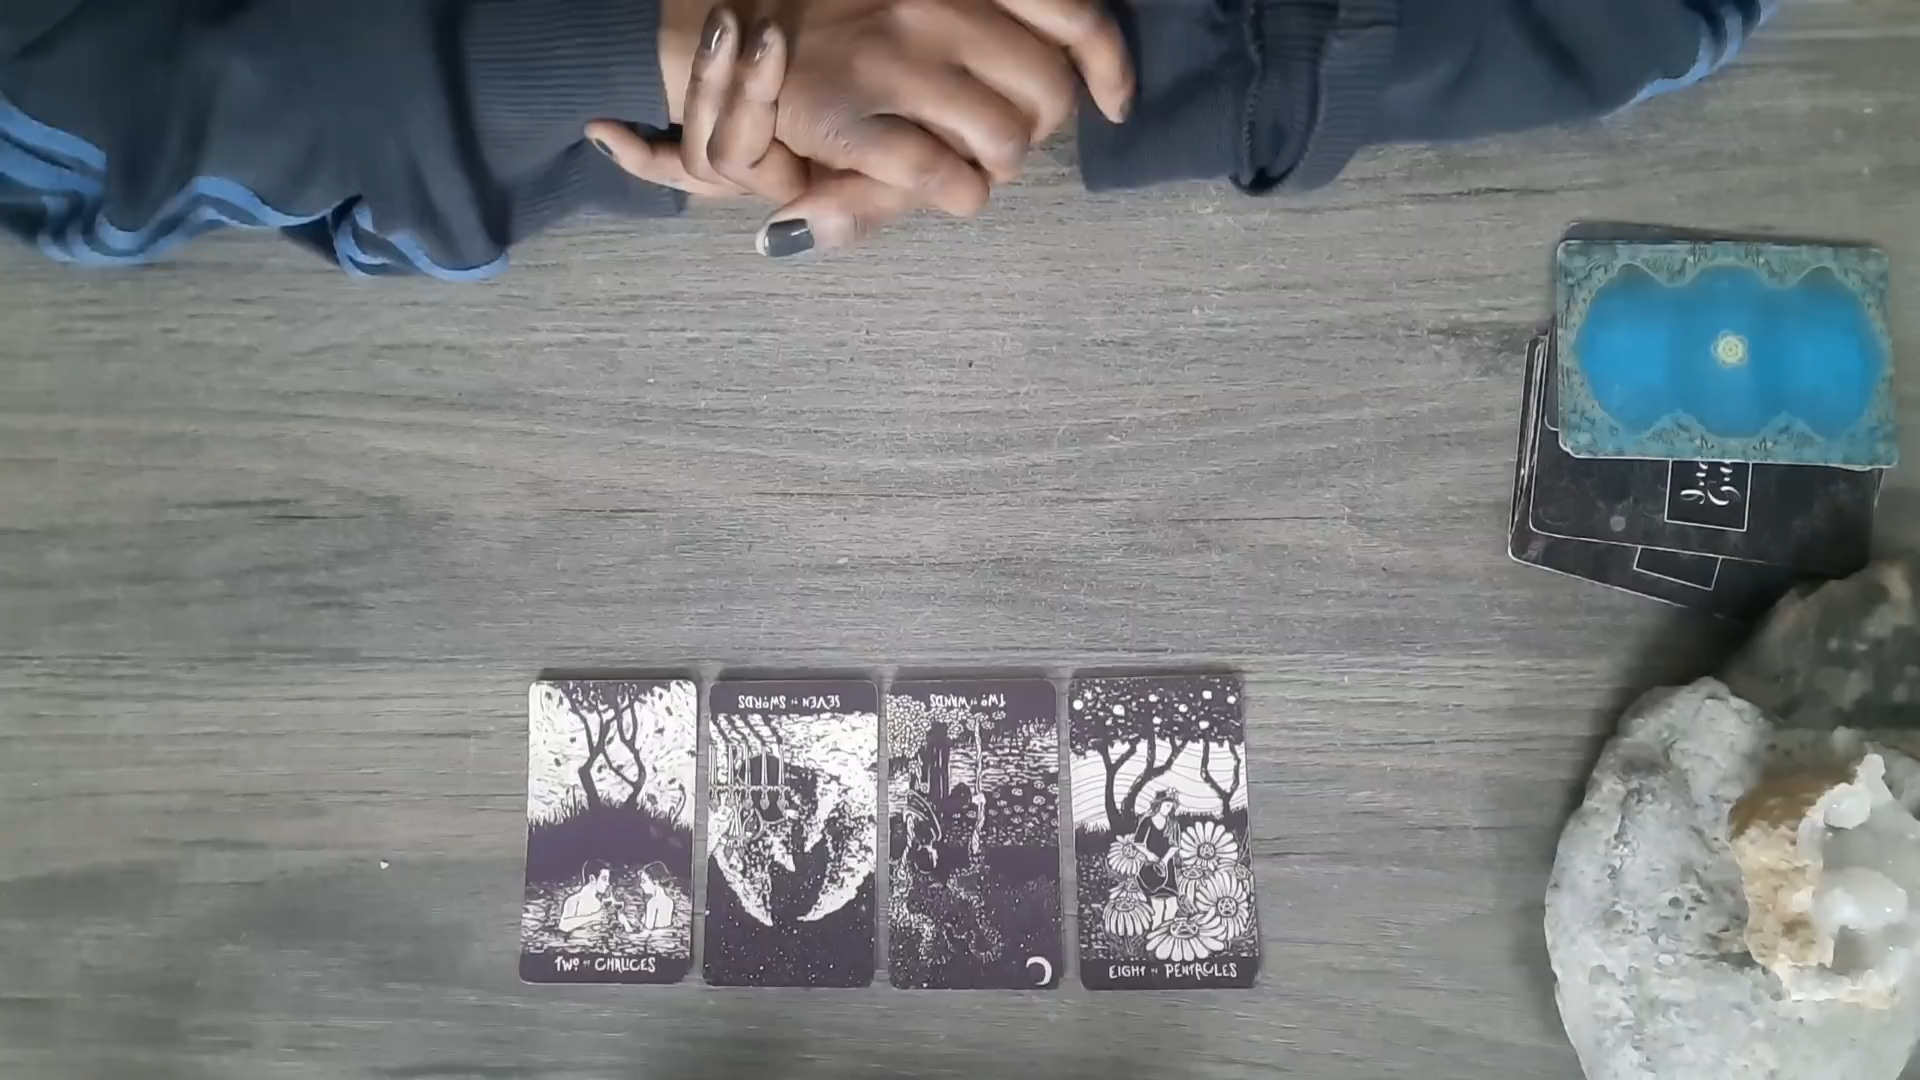 TWO OF CHALICES
SEVEN OF SWORDS
TWO OF WANDS
EIGHT OF PENTACLES